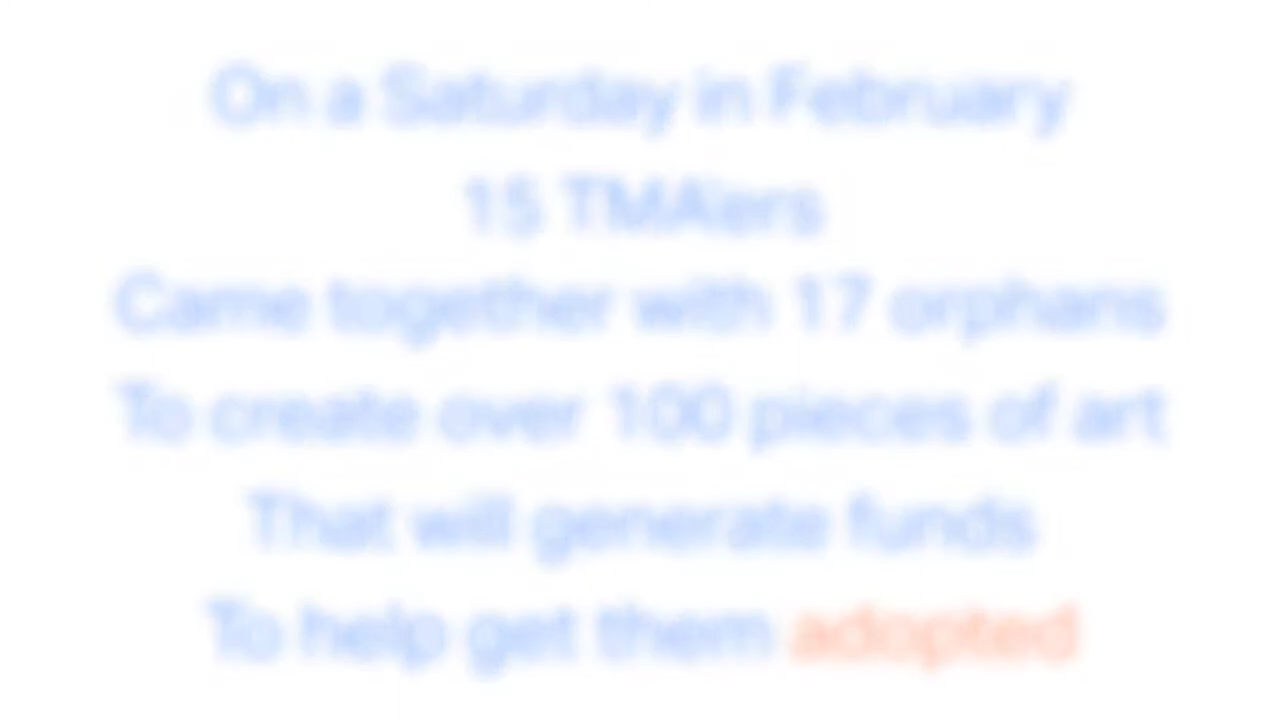 On a Saturday in February
15 TMAiers
Came together with 17 orphans
To create over 100 pieces of art
That will generate funds
To help get them adopted